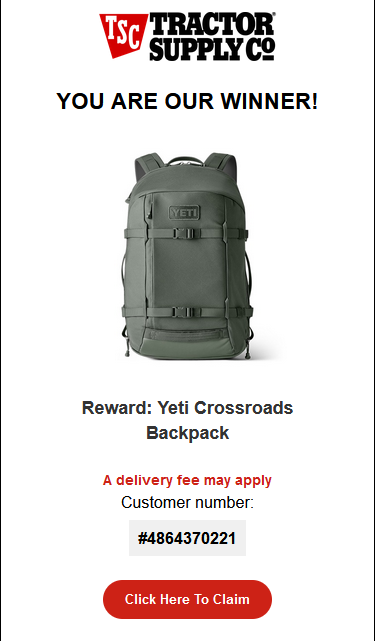 TSC TRACTOR
SUPPLY CO
YOU ARE OUR WINNER!
YETI
Reward: Yeti Crossroads
Backpack
A delivery fee may apply
Customer number:
#4864370221
Click Here To Claim